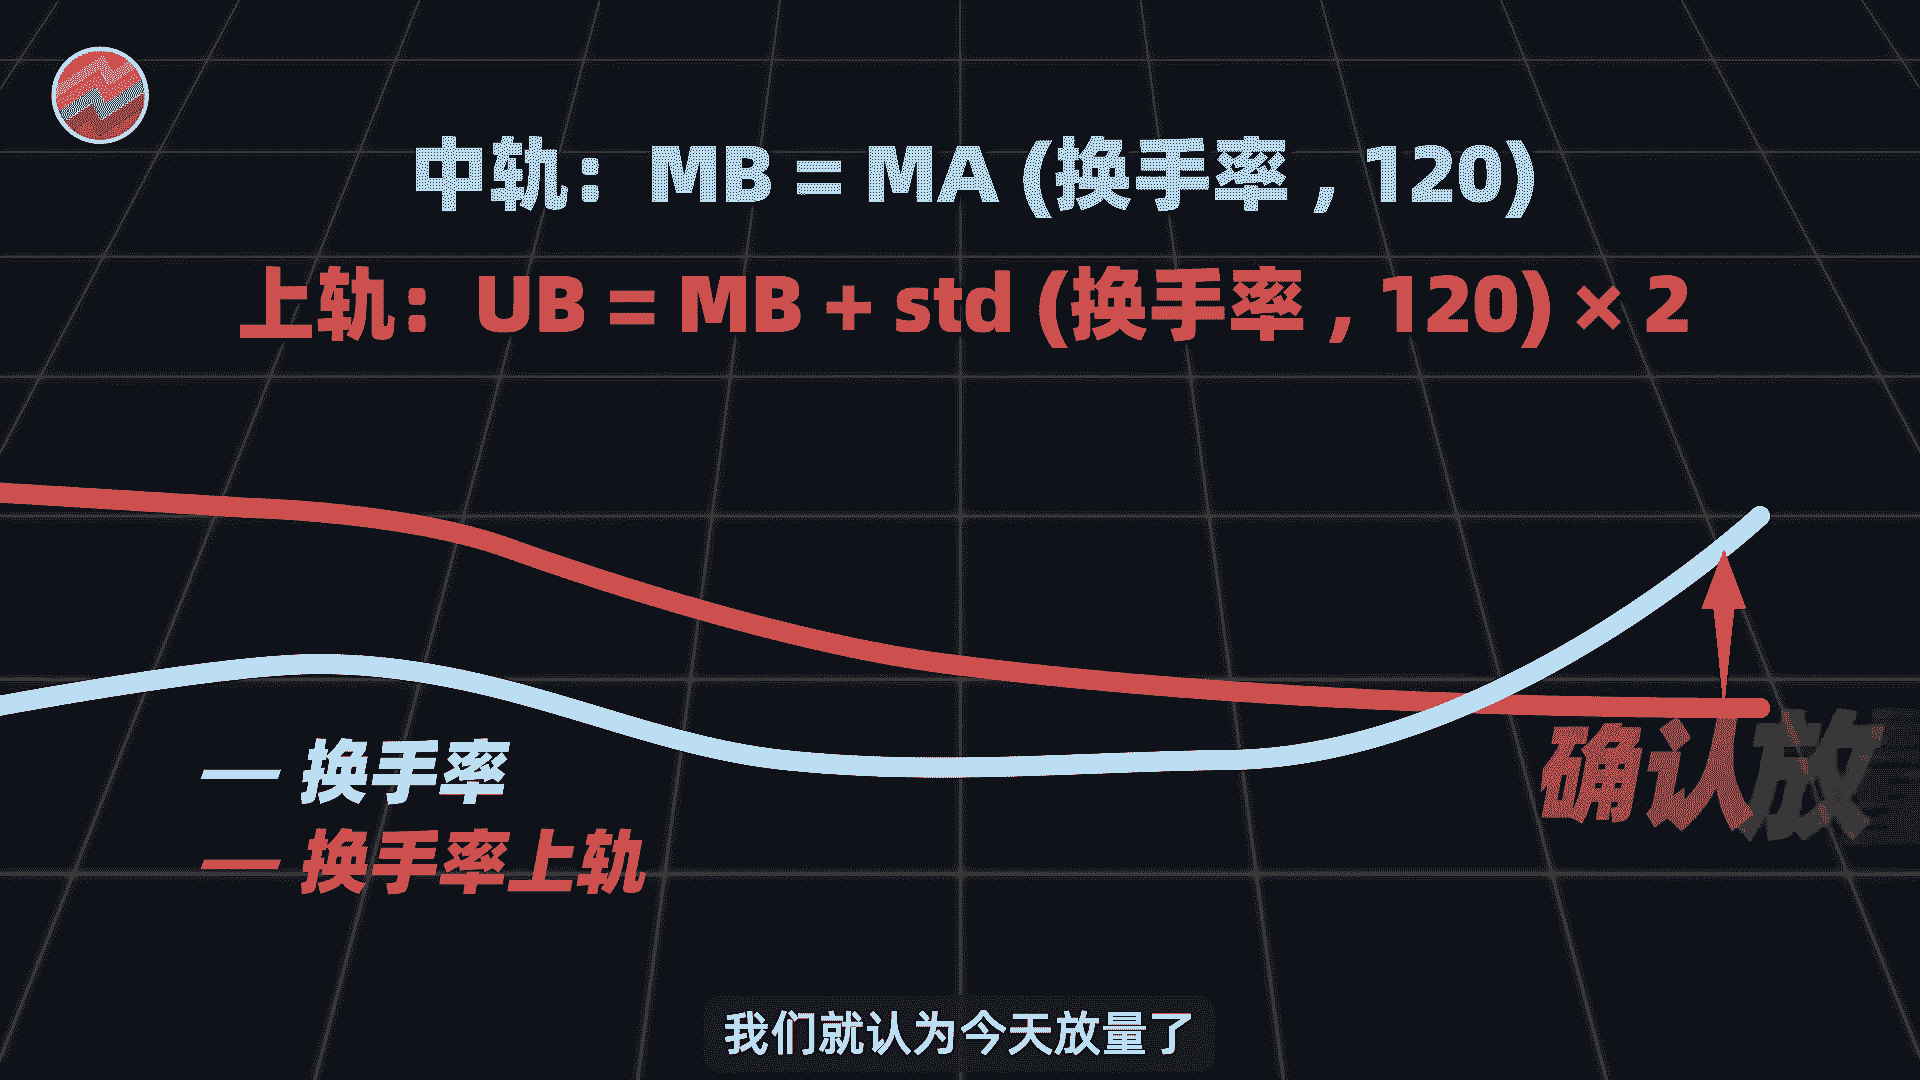 中轨：MB = MA (换手率 , 120)
上轨：UB = MB + std (换手率 , 120) × 2
— 换手率
— 换手率上轨
确认放
我们就认为今天放量了